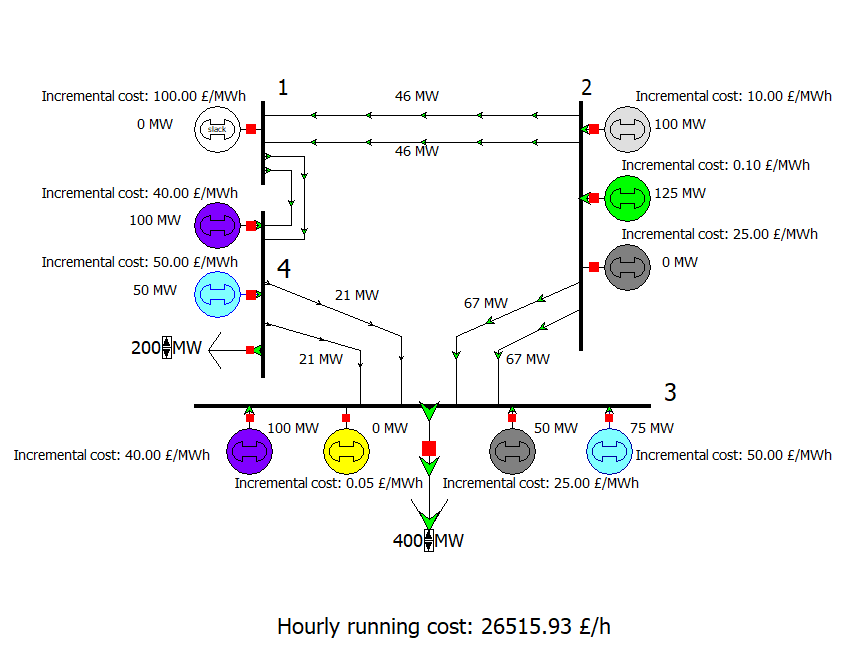 1
2
Incremental cost: 100.00 £/MWh
46 MW
Incremental cost: 10.00 £/MWh
0 MW
slack
100 MW
46 MW
Incremental cost: 0.10 £/MWh
Incremental cost: 40.00 £/MWh
125 MW
100 MW
Incremental cost: 25.00 £/MWh
Incremental cost: 50.00 £/MWh
4
0 MW
50 MW
21 MW
67 MW
200 MW
21 MW
67 MW
3
100 MW
0 MW
50 MW
75 MW
Incremental cost: 40.00 £/MWh
Incremental cost: 50.00 £/MWh
Incremental cost: 0.05 £/MWh
Incremental cost: 25.00 £/MWh
400 MW
Hourly running cost: 26515.93 £/h